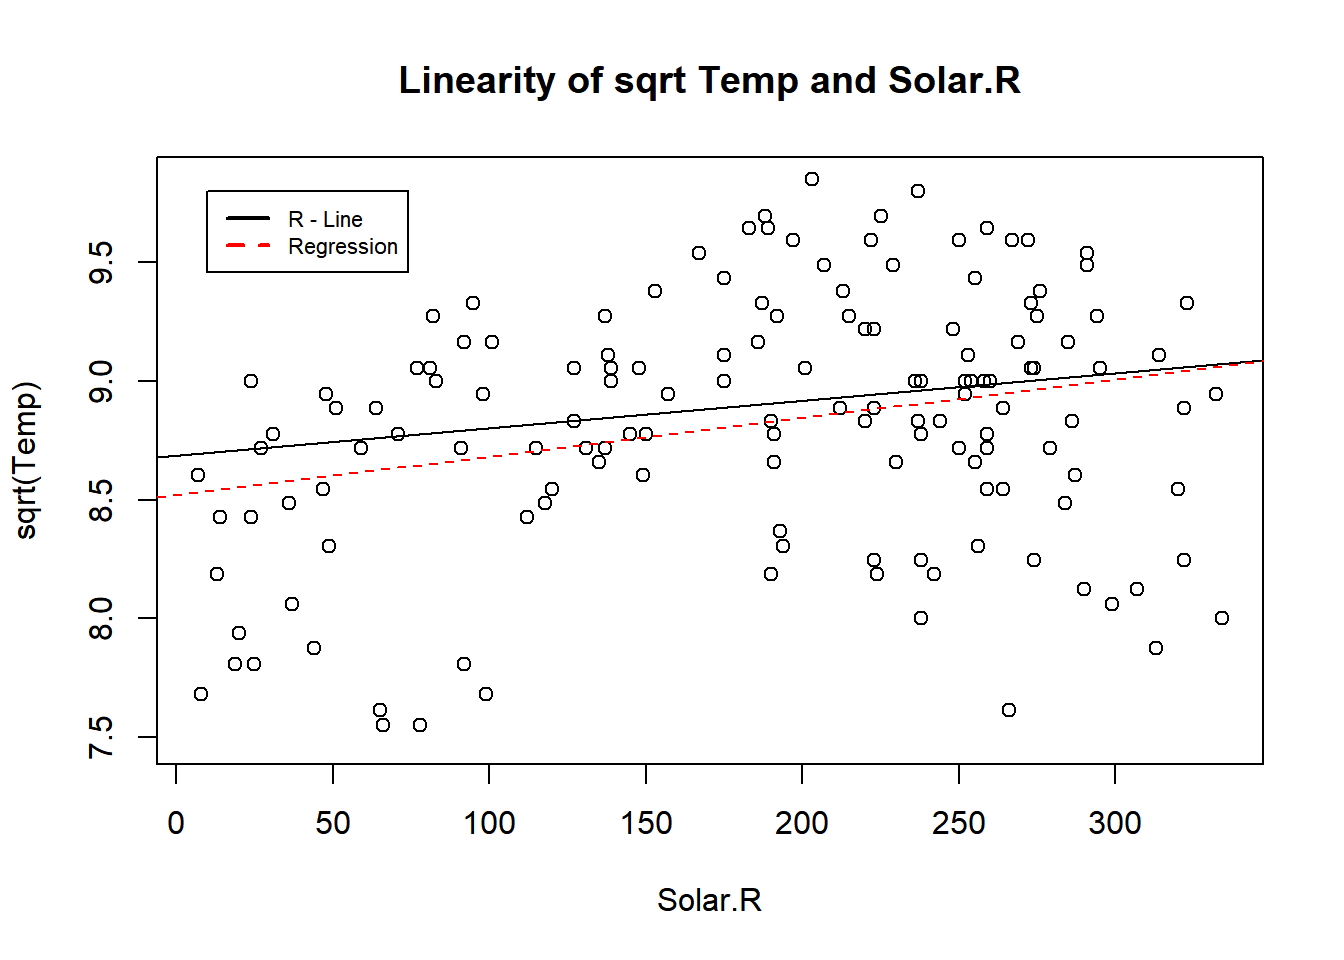 Linearity of sqrt Temp and Solar.R
R - Line
Regression
sqrt(Temp)
9.5
9.0
8.5
8.0
7.5
0 50 100 150 200 250 300
Solar.R